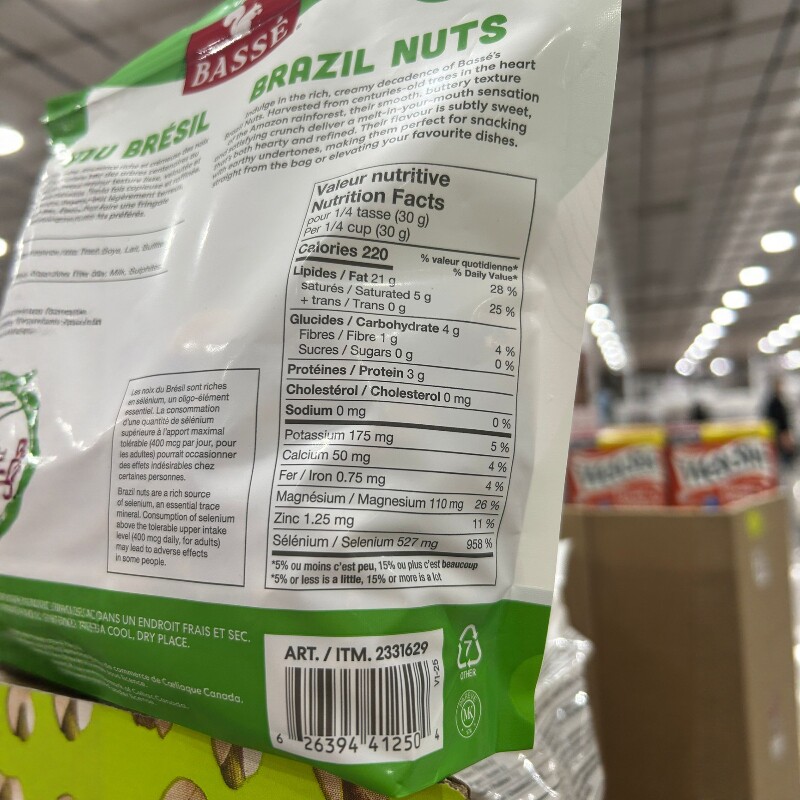 BASSÉ
BRAZIL NUTS
Indulge in the rich, creamy decadence of Bassé's
Brazil Nuts. Harvested from centuries-old trees in the heart
of the Amazon rainforest, their smooth, buttery texture
and satisfying crunch deliver a melt-in-your-mouth sensation
that's both hearty and refined. Their flavour is subtly sweet,
with earthy undertones, making them perfect for snacking
straight from the bag or elevating your favourite dishes.
DU BRÉSIL
Valeur nutritive
Nutrition Facts
pour 1/4 tasse (30 g)
Per 1/4 cup (30 g)
Calories 220
% valeur quotidienne*
% Daily Value*
Lipides / Fat 21 g 28 %
saturés / Saturated 5 g
+ trans / Trans 0 g 25 %
Glucides / Carbohydrate 4 g
Fibres / Fibre 1 g 4 %
Sucres / Sugars 0 g 0 %
Protéines / Protein 3 g
Cholestérol / Cholesterol 0 mg
Sodium 0 mg 0 %
Potassium 175 mg 5 %
Calcium 50 mg 4 %
Fer / Iron 0.75 mg 4 %
Magnésium / Magnesium 110 mg 26 %
Zinc 1.25 mg 11 %
Sélénium / Selenium 527 mg 958 %
*5% ou moins c'est peu, 15% ou plus c'est beaucoup
*5% or less is a little, 15% or more is a lot
Les noix du Brésil sont riches
en sélénium, un oligo-élément
essentiel. La consommation
d'une quantité de sélénium
supérieure à l'apport maximal
tolérable (400 mcg par jour, pour
les adultes) pourrait occasionner
des effets indésirables chez
certaines personnes.
Brazil nuts are a rich source
of selenium, an essential trace
mineral. Consumption of selenium
above the tolerable upper intake
level (400 mcg daily, for adults)
may lead to adverse effects
in some people.
DANS UN ENDROIT FRAIS ET SEC.
A COOL, DRY PLACE.
commerce de Cœliaque Canada.
ART. / ITM. 2331629
V1-25
6 26394 41250 4
7
OTHER
MK
Welch's
Welch's